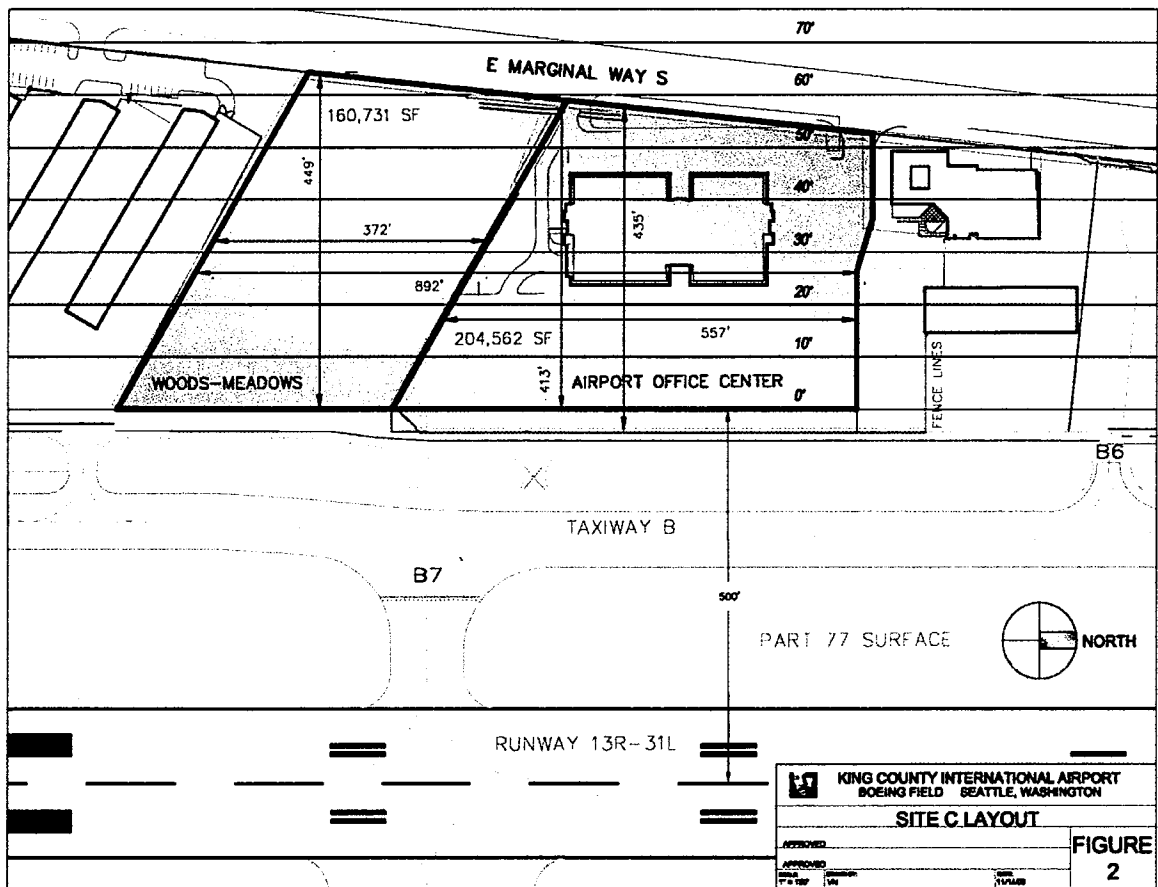 70'
E MARGINAL WAY S
60'
160,731 SF
50'
449'
40'
435'
372'
30'
892'
20'
204,562 SF
557'
10'
WOODS-MEADOWS
413'
AIRPORT OFFICE CENTER
0'
FENCE LINES
B6
TAXIWAY B
B7
500'
PART 77 SURFACE
NORTH
RUNWAY 13R-31L
KING COUNTY INTERNATIONAL AIRPORT
BOEING FIELD SEATTLE, WASHINGTON
SITE C LAYOUT
APPROVED
APPROVED
FIGURE
2